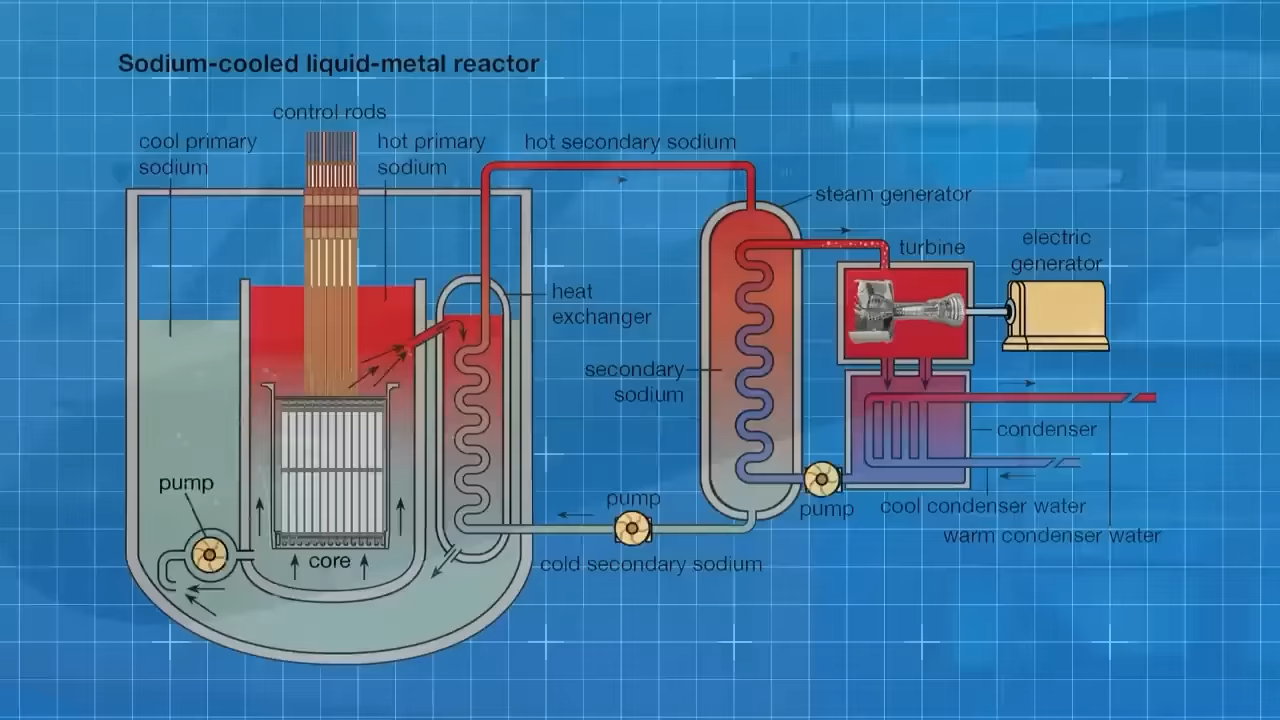 Sodium-cooled liquid-metal reactor
control rods
cool primary
sodium
hot primary
sodium
hot secondary sodium
steam generator
turbine
electric
generator
heat
exchanger
secondary
sodium
condenser
pump
pump
pump
cool condenser water
warm condenser water
core
cold secondary sodium